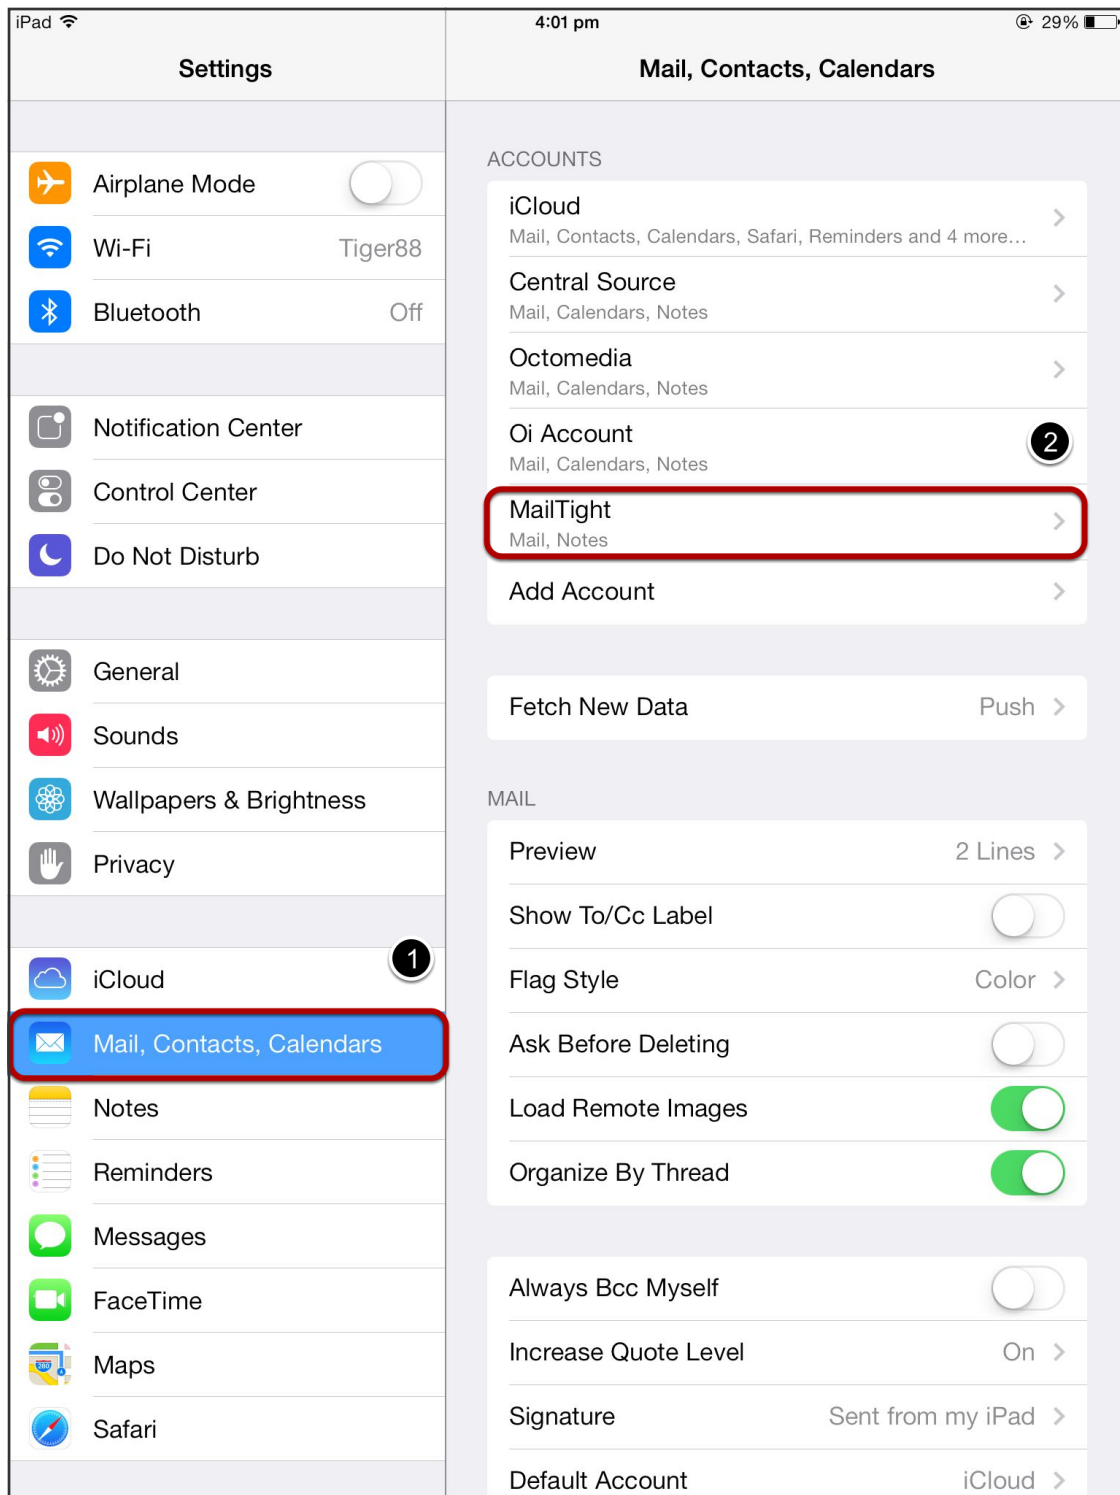 iPad 4:01 pm 29%
Settings
Mail, Contacts, Calendars
Airplane Mode
Wi-Fi Tiger88
Bluetooth Off
Notification Center
Control Center
Do Not Disturb
General
Sounds
Wallpapers & Brightness
Privacy
1
iCloud
Mail, Contacts, Calendars
Notes
Reminders
Messages
FaceTime
280
Maps
Safari
ACCOUNTS
iCloud
Mail, Contacts, Calendars, Safari, Reminders and 4 more...
Central Source
Mail, Calendars, Notes
Octomedia
Mail, Calendars, Notes
Oi Account
2
Mail, Calendars, Notes
MailTight
Mail, Notes
Add Account
Fetch New Data Push
MAIL
Preview 2 Lines
Show To/Cc Label
Flag Style Color
Ask Before Deleting
Load Remote Images
Organize By Thread
Always Bcc Myself
Increase Quote Level On
Signature Sent from my iPad
Default Account iCloud